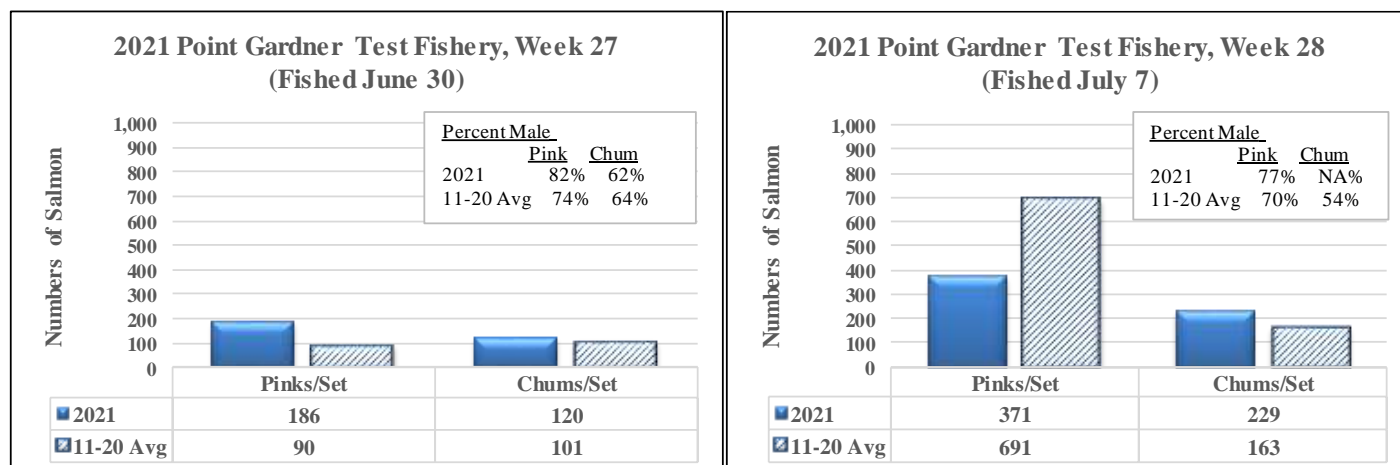 2021 Point Gardner Test Fishery, Week 27
(Fished June 30)
Numbers of Salmon
1,000
900
800
700
600
500
400
300
200
100
0
Percent Male
Pink Chum
2021 82% 62%
11-20 Avg 74% 64%
Pinks/Set Chums/Set
2021 186 120
11-20 Avg 90 101
2021 Point Gardner Test Fishery, Week 28
(Fished July 7)
Numbers of Salmon
1,000
900
800
700
600
500
400
300
200
100
0
Percent Male
Pink Chum
2021 77% NA%
11-20 Avg 70% 54%
Pinks/Set Chums/Set
2021 371 229
11-20 Avg 691 163